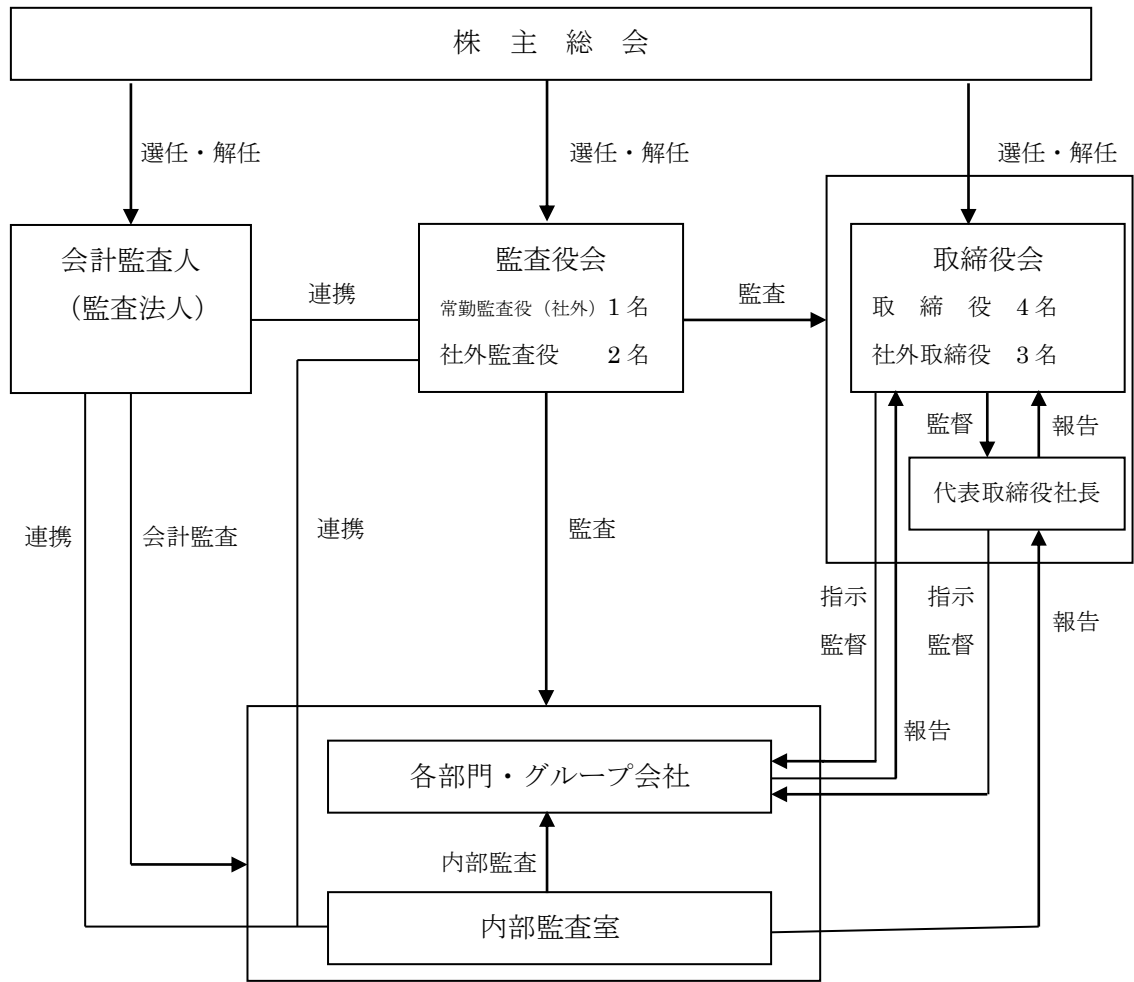 株 主 総 会
選任・解任
選任・解任
選任・解任
会計監査人
（監査法人）
連携
監査役会
常勤監査役（社外）1名
社外監査役 2名
監査
取締役会
取 締 役 4名
社外取締役 3名
監督
報告
代表取締役社長
連携
会計監査
連携
監査
指示
監督
指示
監督
報告
報告
各部門・グループ会社
内部監査
内部監査室